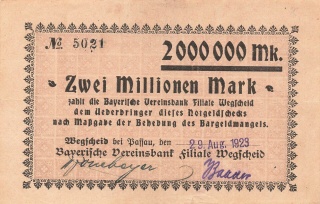 No. 5021
2000000 Mk.
Zwei Millionen Mark
zahlt die Bayerische Vereinsbank Filiale Wegscheid
dem Ueberbringer dieses Notgeldschecks
nach Maßgabe der Behebung des Bargeldmangels.
Wegscheid bei Passau, den 29. Aug. 1923
Bayerische Vereinsbank Filiale Wegscheid